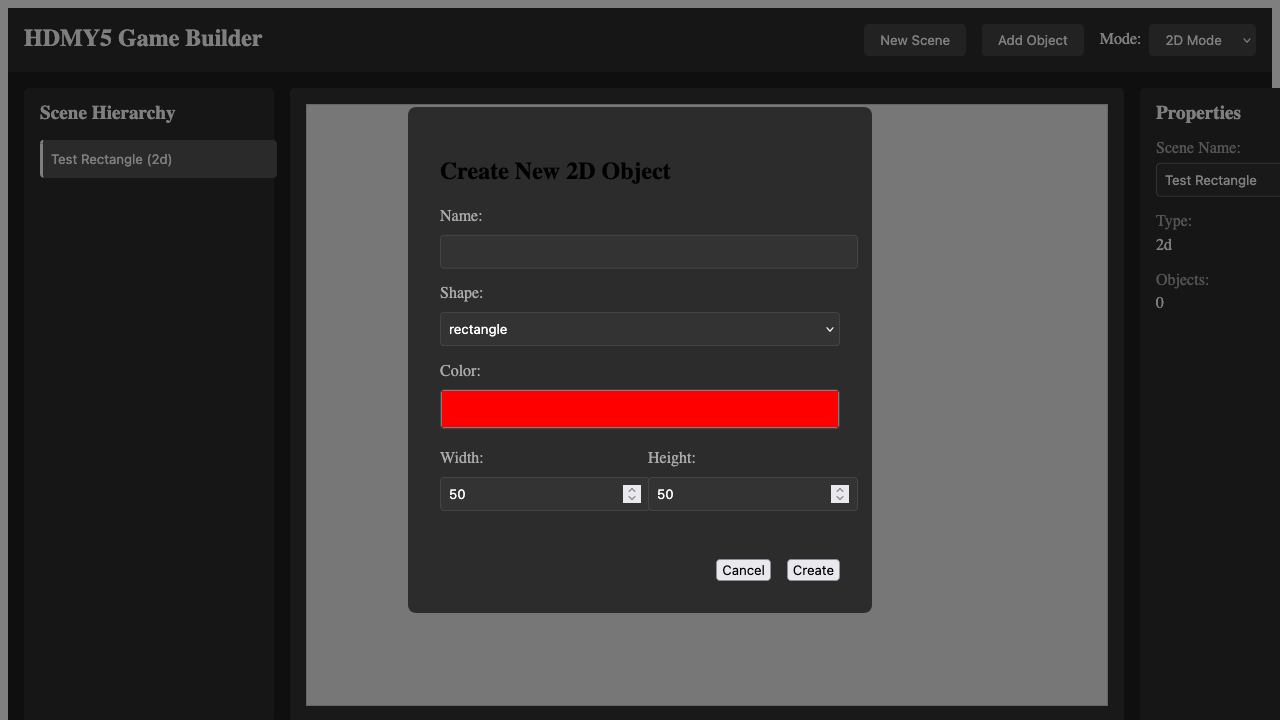 HDMY5 Game Builder
New Scene
Add Object
Mode:
2D Mode
Scene Hierarchy
Test Rectangle (2d)
Create New 2D Object
Name:
Shape:
rectangle
Color:
Width:
Height:
50
50
Cancel
Create
Properties
Scene Name:
Test Rectangle
Type:
2d
Objects:
0